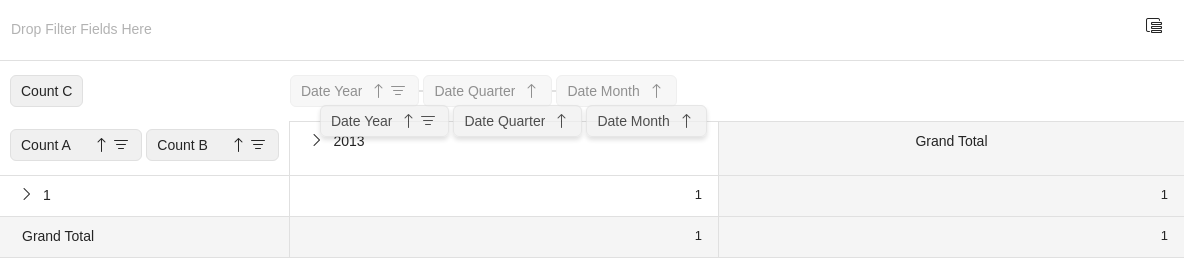 Drop Filter Fields Here
Count C
Date Year Date Quarter Date Month
Date Year Date Quarter Date Month
Count A Count B
2013 Grand Total
1 1 1
Grand Total 1 1